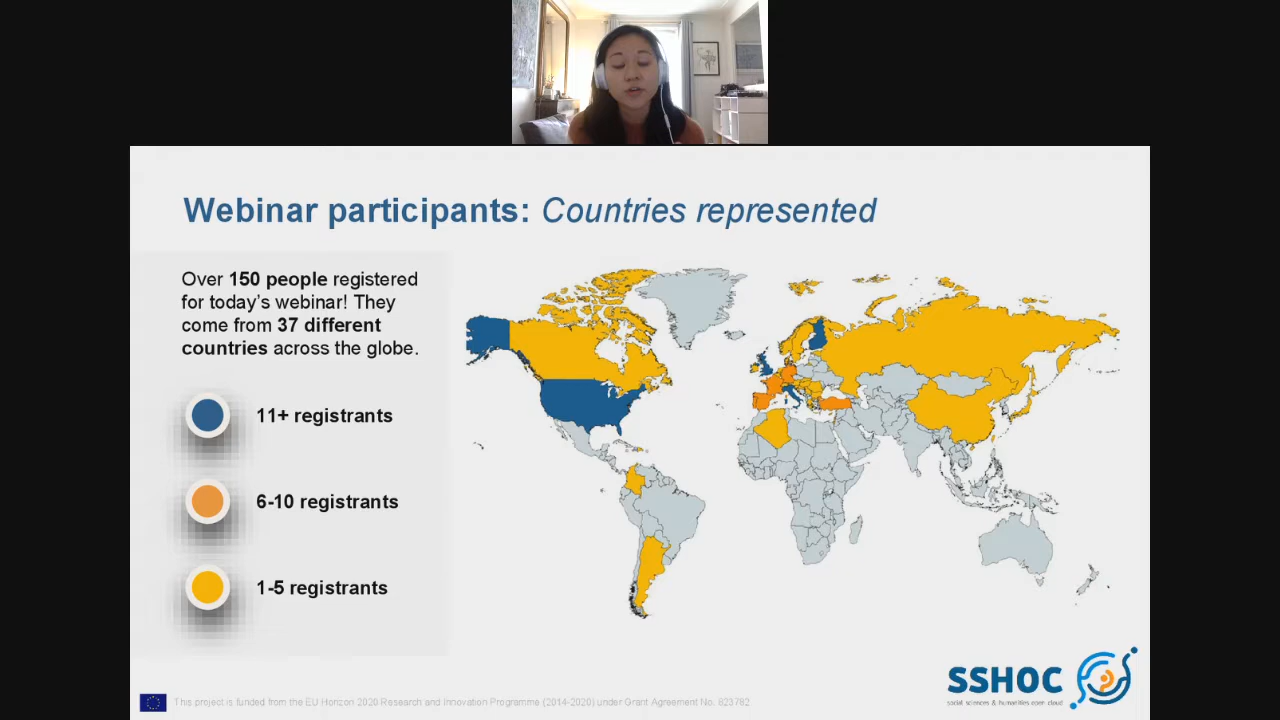 Webinar participants: Countries represented
Over 150 people registered
for today's webinar! They
come from 37 different
countries across the globe.
11+ registrants
6-10 registrants
1-5 registrants
SSHOC
social sciences & humanities open cloud
This project is funded from the EU Horizon 2020 Research and Innovation Programme (2014-2020) under Grant Agreement No. 823782